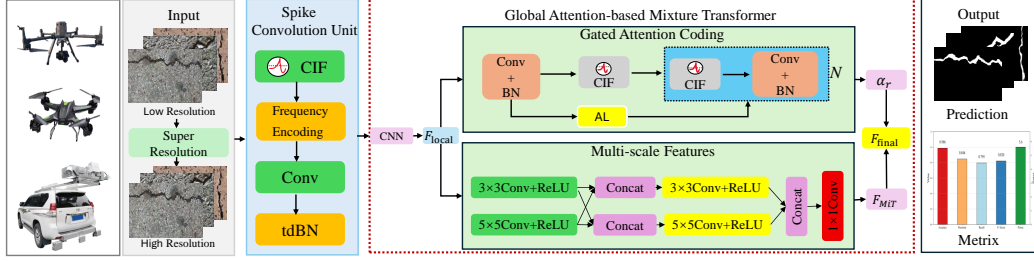 Input
Low Resolution
Super
Resolution
High Resolution
Spike
Convolution Unit
CIF
Frequency
Encoding
Conv
tdBN
CNN
F_local
Global Attention-based Mixture Transformer
Gated Attention Coding
Conv
+
BN
CIF
CIF
Conv
+
BN
N
AL
Multi-scale Features
3×3Conv+ReLU
Concat
3×3Conv+ReLU
5×5Conv+ReLU
Concat
5×5Conv+ReLU
Concat
1×1Conv
α_r
F_final
F_MiT
Output
Prediction
Metrix